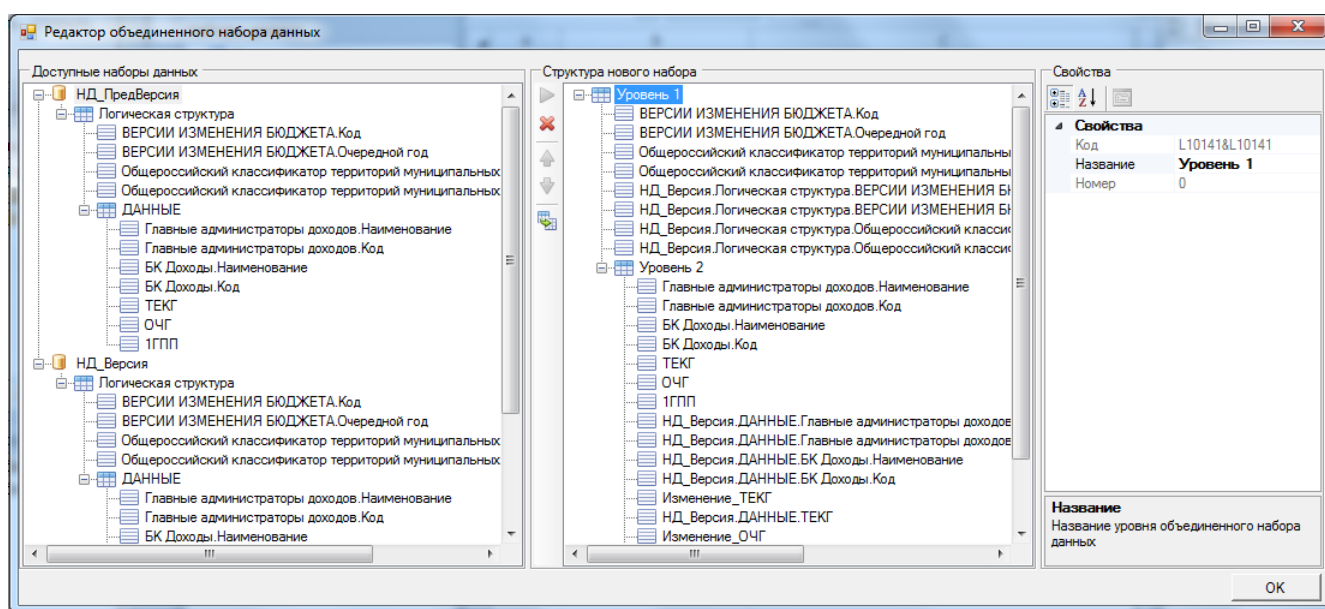 Редактор объединенного набора данных
Доступные наборы данных
НД_ПредВерсия
Логическая структура
ВЕРСИИ ИЗМЕНЕНИЯ БЮДЖЕТА.Код
ВЕРСИИ ИЗМЕНЕНИЯ БЮДЖЕТА.Очередной год
Общероссийский классификатор территорий муниципальных
Общероссийский классификатор территорий муниципальных
ДАННЫЕ
Главные администраторы доходов.Наименование
Главные администраторы доходов.Код
БК Доходы.Наименование
БК Доходы.Код
ТЕКГ
ОЧГ
1ГПП
НД_Версия
Логическая структура
ВЕРСИИ ИЗМЕНЕНИЯ БЮДЖЕТА.Код
ВЕРСИИ ИЗМЕНЕНИЯ БЮДЖЕТА.Очередной год
Общероссийский классификатор территорий муниципальных
Общероссийский классификатор территорий муниципальных
ДАННЫЕ
Главные администраторы доходов.Наименование
Главные администраторы доходов.Код
БК Доходы.Наименование
Структура нового набора
Уровень 1
ВЕРСИИ ИЗМЕНЕНИЯ БЮДЖЕТА.Код
ВЕРСИИ ИЗМЕНЕНИЯ БЮДЖЕТА.Очередной год
Общероссийский классификатор территорий муниципальны
Общероссийский классификатор территорий муниципальны
НД_Версия.Логическая структура.ВЕРСИИ ИЗМЕНЕНИЯ БЮ
НД_Версия.Логическая структура.ВЕРСИИ ИЗМЕНЕНИЯ БЮ
НД_Версия.Логическая структура.Общероссийский классиф
НД_Версия.Логическая структура.Общероссийский классиф
Уровень 2
Главные администраторы доходов.Наименование
Главные администраторы доходов.Код
БК Доходы.Наименование
БК Доходы.Код
ТЕКГ
ОЧГ
1ГПП
НД_Версия.ДАННЫЕ.Главные администраторы доходов
НД_Версия.ДАННЫЕ.Главные администраторы доходов
НД_Версия.ДАННЫЕ.БК Доходы.Наименование
НД_Версия.ДАННЫЕ.БК Доходы.Код
Изменение_ТЕКГ
НД_Версия.ДАННЫЕ.ТЕКГ
Изменение_ОЧГ
Свойства
Свойства
Код L10141&L10141
Название Уровень 1
Номер 0
Название
Название уровня объединенного набора
данных
OK